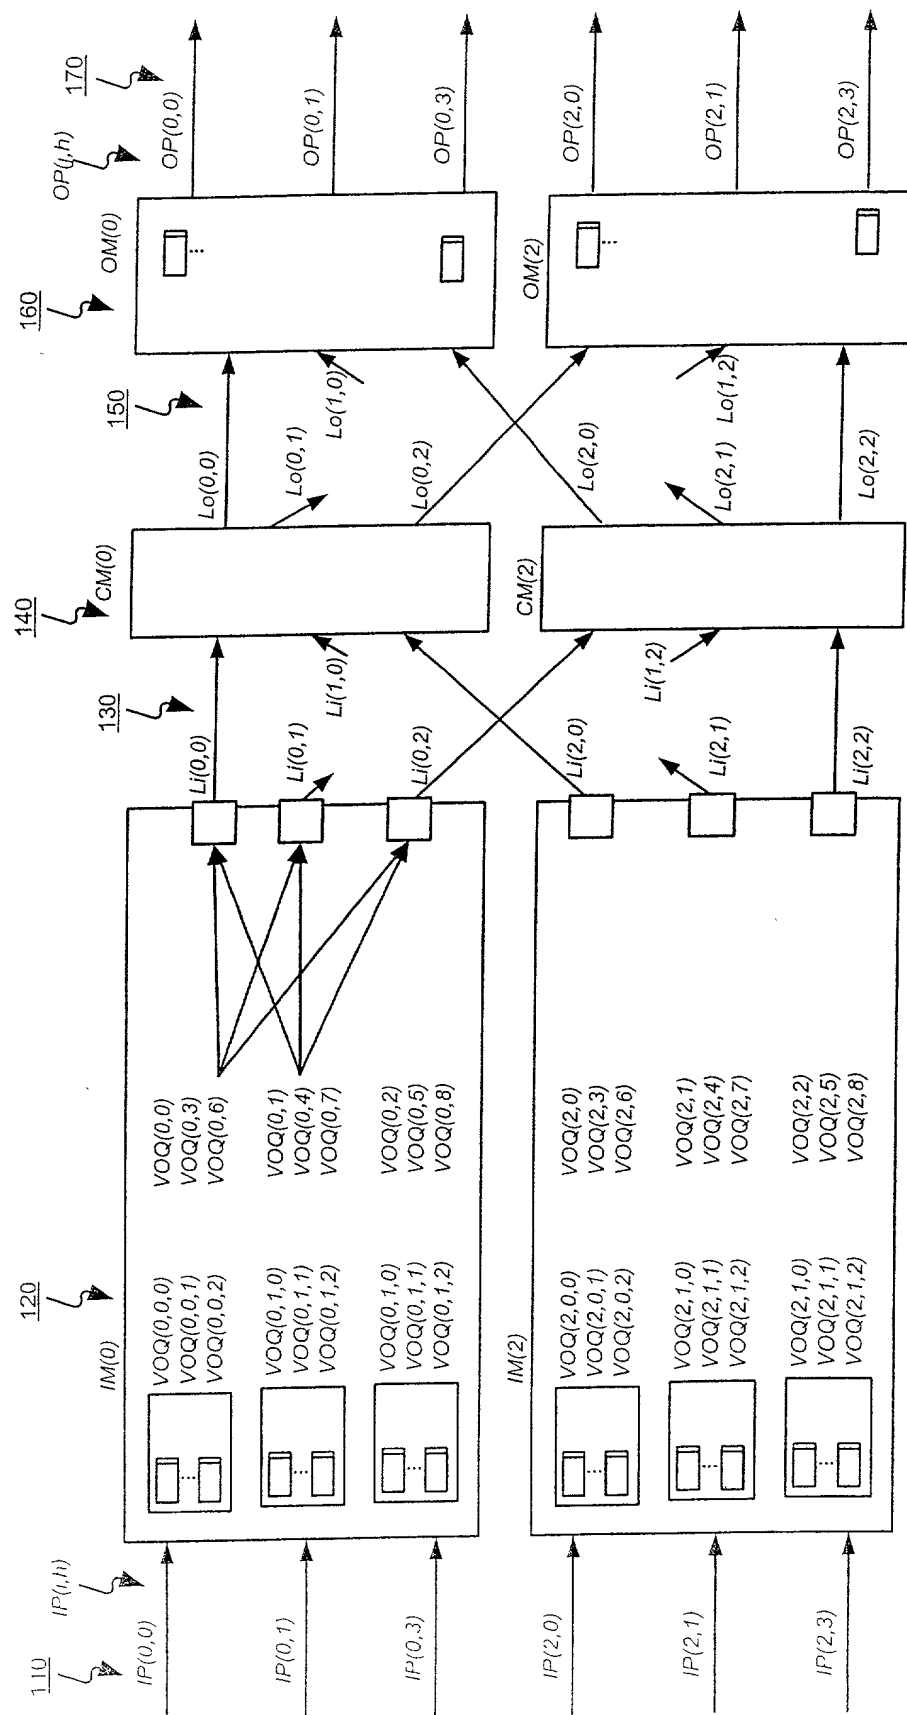 110
IP(i,h)
IP(0,0)
IP(0,1)
IP(0,3)
IP(2,0)
IP(2,1)
IP(2,3)
120
IM(0)
VOQ(0,0,0)
VOQ(0,0,1)
VOQ(0,0,2)
VOQ(0,1,0)
VOQ(0,1,1)
VOQ(0,1,2)
VOQ(0,1,0)
VOQ(0,1,1)
VOQ(0,1,2)
VOQ(0,0)
VOQ(0,3)
VOQ(0,6)
VOQ(0,1)
VOQ(0,4)
VOQ(0,7)
VOQ(0,2)
VOQ(0,5)
VOQ(0,8)
IM(2)
VOQ(2,0,0)
VOQ(2,0,1)
VOQ(2,0,2)
VOQ(2,1,0)
VOQ(2,1,1)
VOQ(2,1,2)
VOQ(2,1,0)
VOQ(2,1,1)
VOQ(2,1,2)
VOQ(2,0)
VOQ(2,3)
VOQ(2,6)
VOQ(2,1)
VOQ(2,4)
VOQ(2,7)
VOQ(2,2)
VOQ(2,5)
VOQ(2,8)
130
Li(0,0)
Li(0,1)
Li(1,0)
Li(0,2)
Li(2,0)
Li(1,2)
Li(2,1)
Li(2,2)
140
CM(0)
CM(2)
150
Lo(0,0)
Lo(0,1)
Lo(1,0)
Lo(0,2)
Lo(2,0)
Lo(2,1)
Lo(1,2)
Lo(2,2)
160
OM(0)
OM(2)
OP(j,h)
170
OP(0,0)
OP(0,1)
OP(0,3)
OP(2,0)
OP(2,1)
OP(2,3)